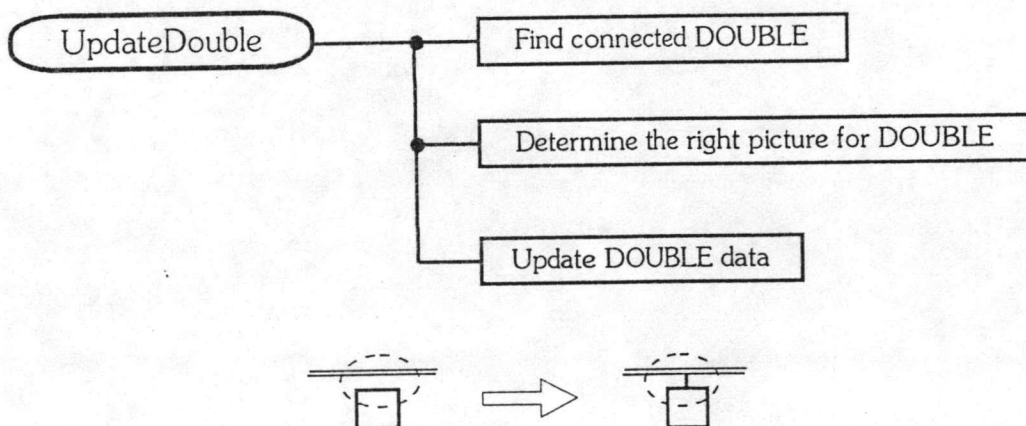 UpdateDouble
Find connected DOUBLE
Determine the right picture for DOUBLE
Update DOUBLE data